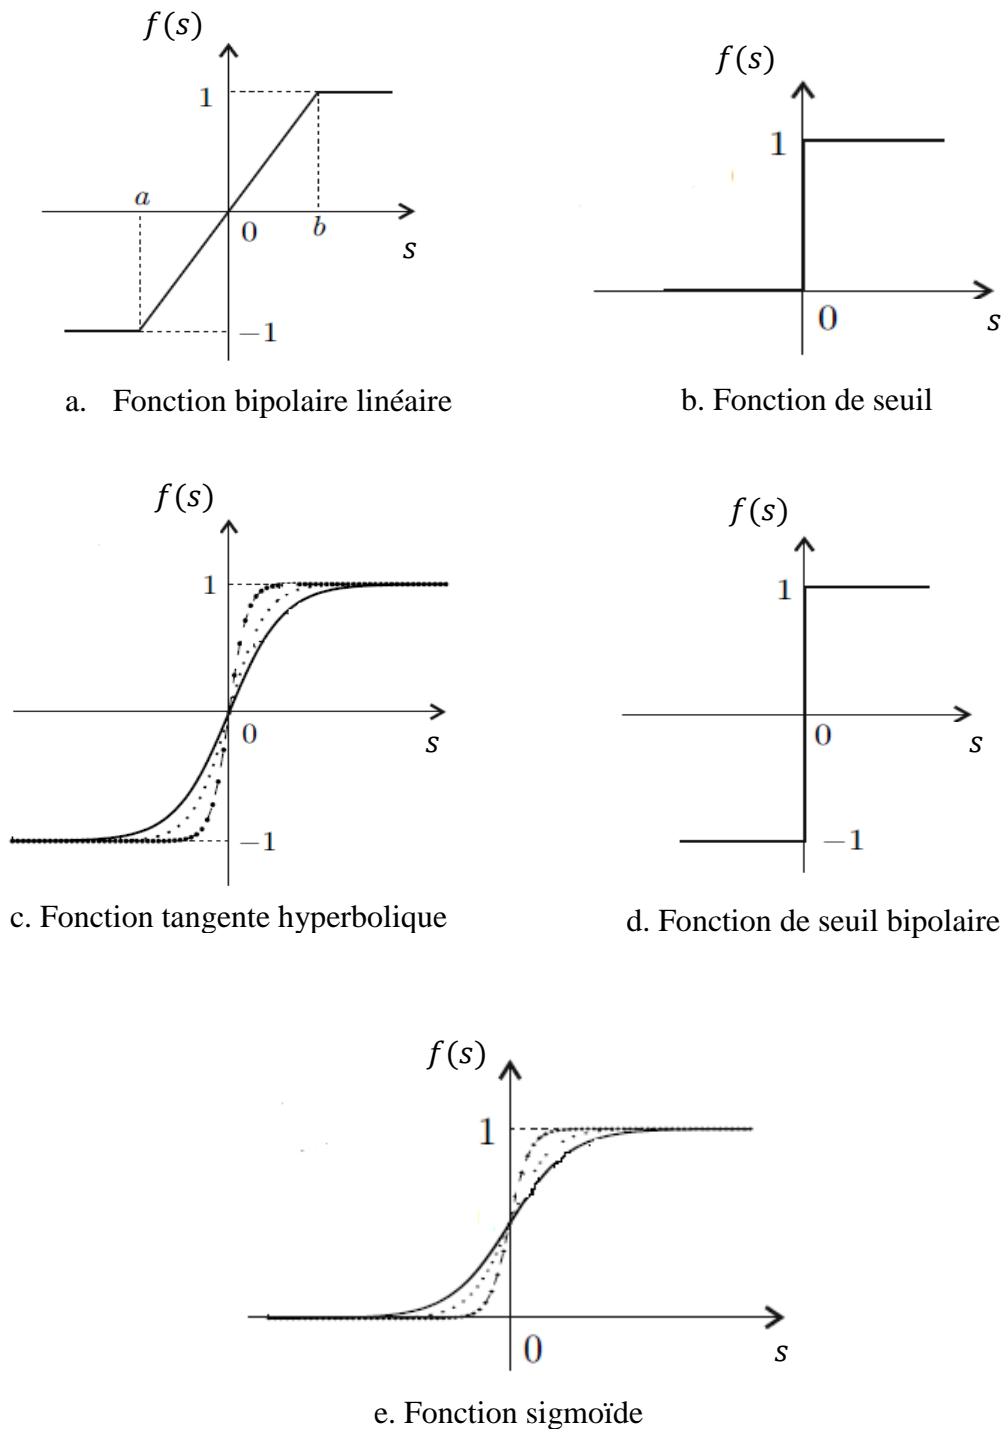 f(s)
1
a
0
b
s
−1
a. Fonction bipolaire linéaire
f(s)
1
0
s
b. Fonction de seuil
f(s)
1
0
s
−1
c. Fonction tangente hyperbolique
f(s)
1
0
s
−1
d. Fonction de seuil bipolaire
f(s)
1
0
s
e. Fonction sigmoïde